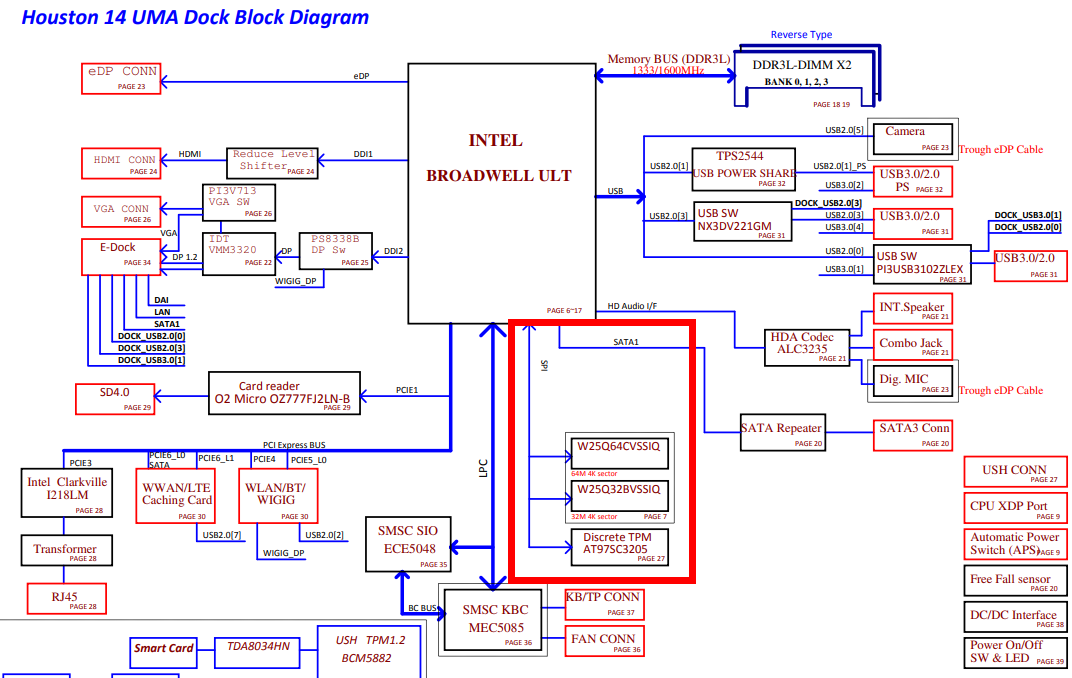 Houston 14 UMA Dock Block Diagram
Reverse Type
eDP CONN
PAGE 23
eDP
INTEL
BROADWELL ULT
PAGE 6~17
Memory BUS (DDR3L)
1333/1600MHz
DDR3L-DIMM X2
BANK 0, 1, 2, 3
PAGE 18 19
HDMI CONN
PAGE 24
HDMI
Reduce Level
Shifter
PAGE 24
DDI1
VGA CONN
PAGE 26
PI3V713
VGA SW
PAGE 26
VGA
E-Dock
PAGE 34
DP 1.2
IDT
VMM3320
PAGE 22
DP
PS8338B
DP Sw
PAGE 25
DDI2
WIGIG_DP
DAI
LAN
SATA1
DOCK_USB2.0[0]
DOCK_USB2.0[3]
DOCK_USB3.0[1]
USB
USB2.0[5]
Camera
PAGE 23
Trough eDP Cable
USB2.0[1]
TPS2544
USB POWER SHARE
PAGE 32
USB2.0[1]_PS
USB3.0[2]
USB3.0/2.0
PS
PAGE 32
USB2.0[3]
USB SW
NX3DV221GM
PAGE 31
DOCK_USB2.0[3]
USB2.0[3]
USB3.0[4]
USB3.0/2.0
PAGE 31
DOCK_USB3.0[1]
DOCK_USB2.0[0]
USB2.0[0]
USB3.0[1]
USB SW
PI3USB3102ZLEX
PAGE 31
USB3.0/2.0
PAGE 31
HD Audio I/F
HDA Codec
ALC3235
PAGE 21
INT.Speaker
PAGE 21
Combo Jack
PAGE 21
Dig. MIC
PAGE 23
Trough eDP Cable
SATA1
SATA Repeater
PAGE 20
SATA3 Conn
PAGE 20
SD4.0
PAGE 29
Card reader
O2 Micro OZ777FJ2LN-B
PAGE 29
PCIE1
PCI Express BUS
PCIE3
PCIE6_L0
SATA
PCIE6_L1
PCIE4
PCIE5_L0
Intel Clarkville
I218LM
PAGE 28
WWAN/LTE
Caching Card
PAGE 30
USB2.0[7]
WLAN/BT/
WIGIG
PAGE 30
USB2.0[2]
WIGIG_DP
Transformer
PAGE 28
RJ45
PAGE 28
LPC
SPI
W25Q64CVSSIQ
64M 4K sector
W25Q32BVSSIQ
32M 4K sector
PAGE 7
Discrete TPM
AT97SC3205
PAGE 27
SMSC SIO
ECE5048
PAGE 35
BC BUS
SMSC KBC
MEC5085
PAGE 36
KB/TP CONN
PAGE 37
FAN CONN
PAGE 36
USH CONN
PAGE 27
CPU XDP Port
PAGE 9
Automatic Power
Switch (APS)
PAGE 9
Free Fall sensor
PAGE 20
DC/DC Interface
PAGE 38
Power On/Off
SW & LED
PAGE 39
Smart Card
TDA8034HN
USH TPM1.2
BCM5882